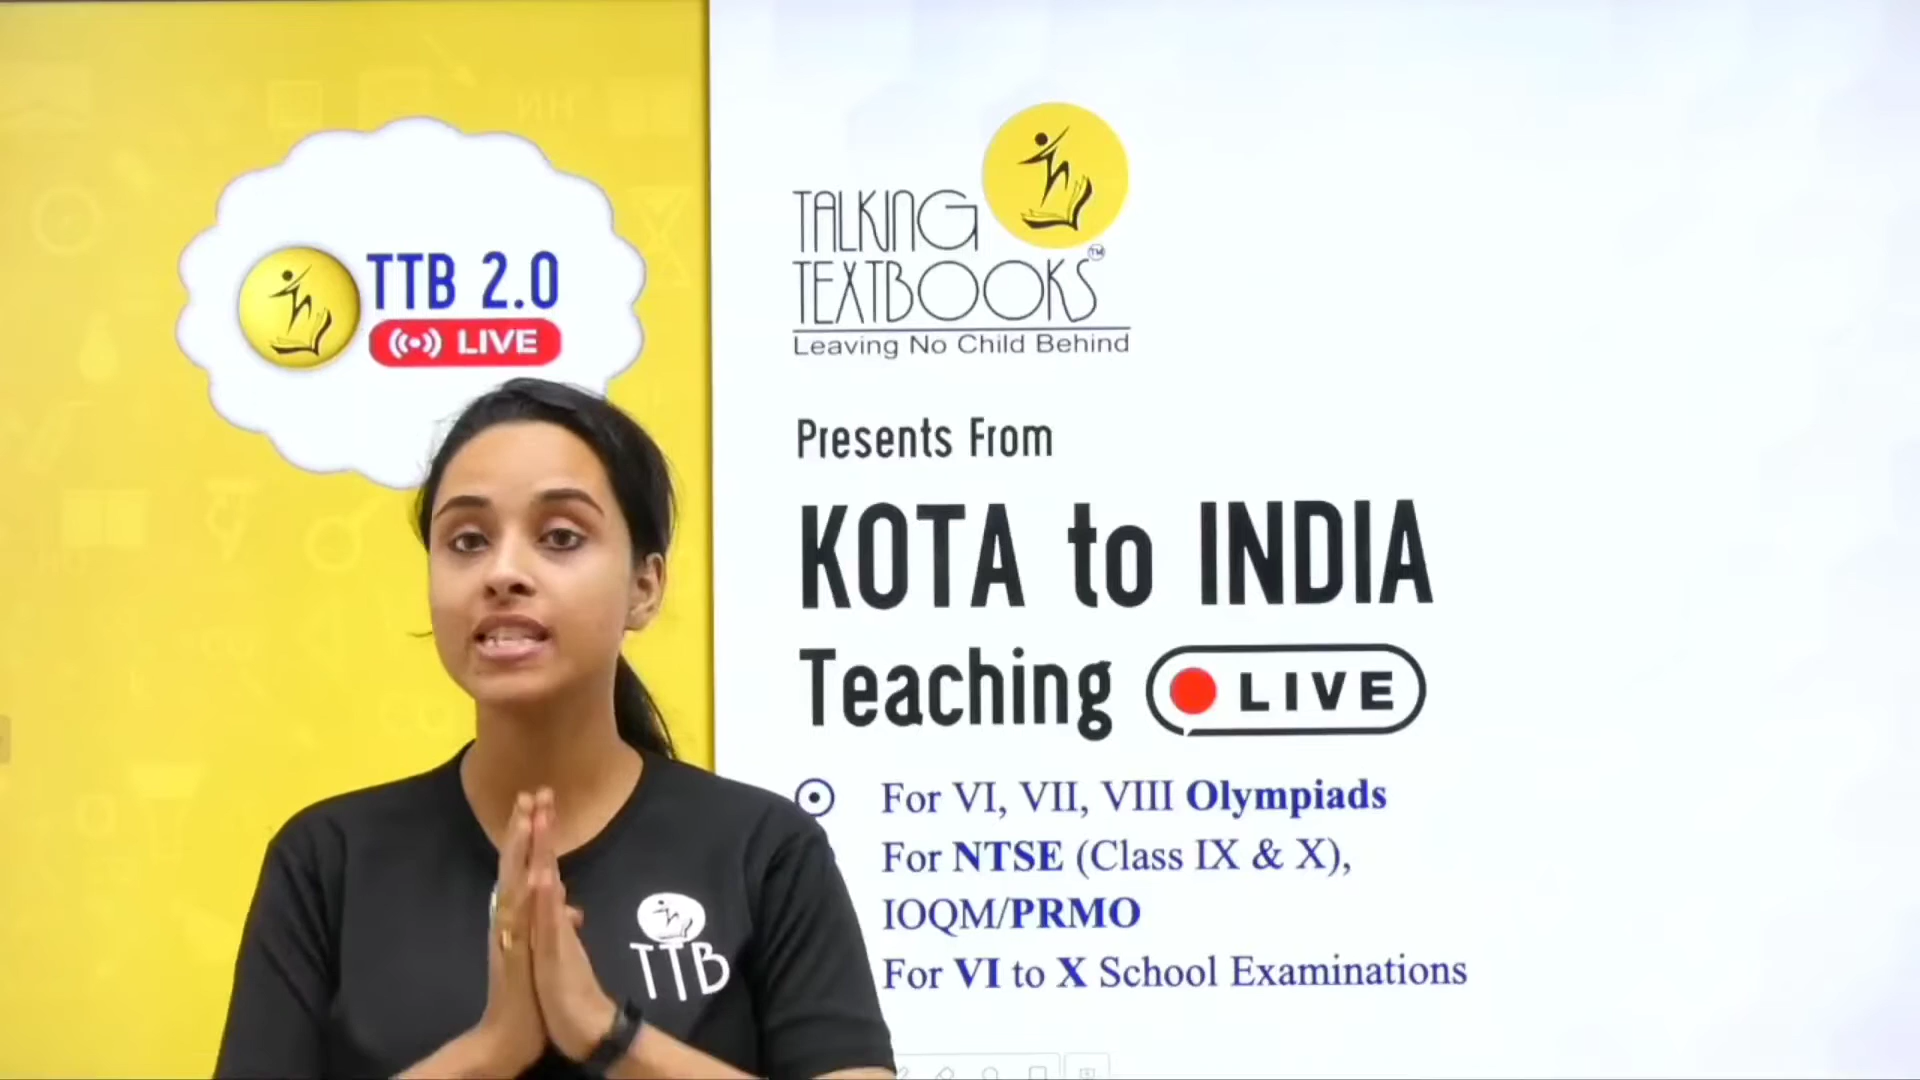 TTB 2.0
LIVE
TALKING
TEXTBOOKS™
Leaving No Child Behind
Presents From
KOTA to INDIA
Teaching LIVE
For VI, VII, VIII Olympiads
For NTSE (Class IX & X),
IOQM/PRMO
For VI to X School Examinations
TTB